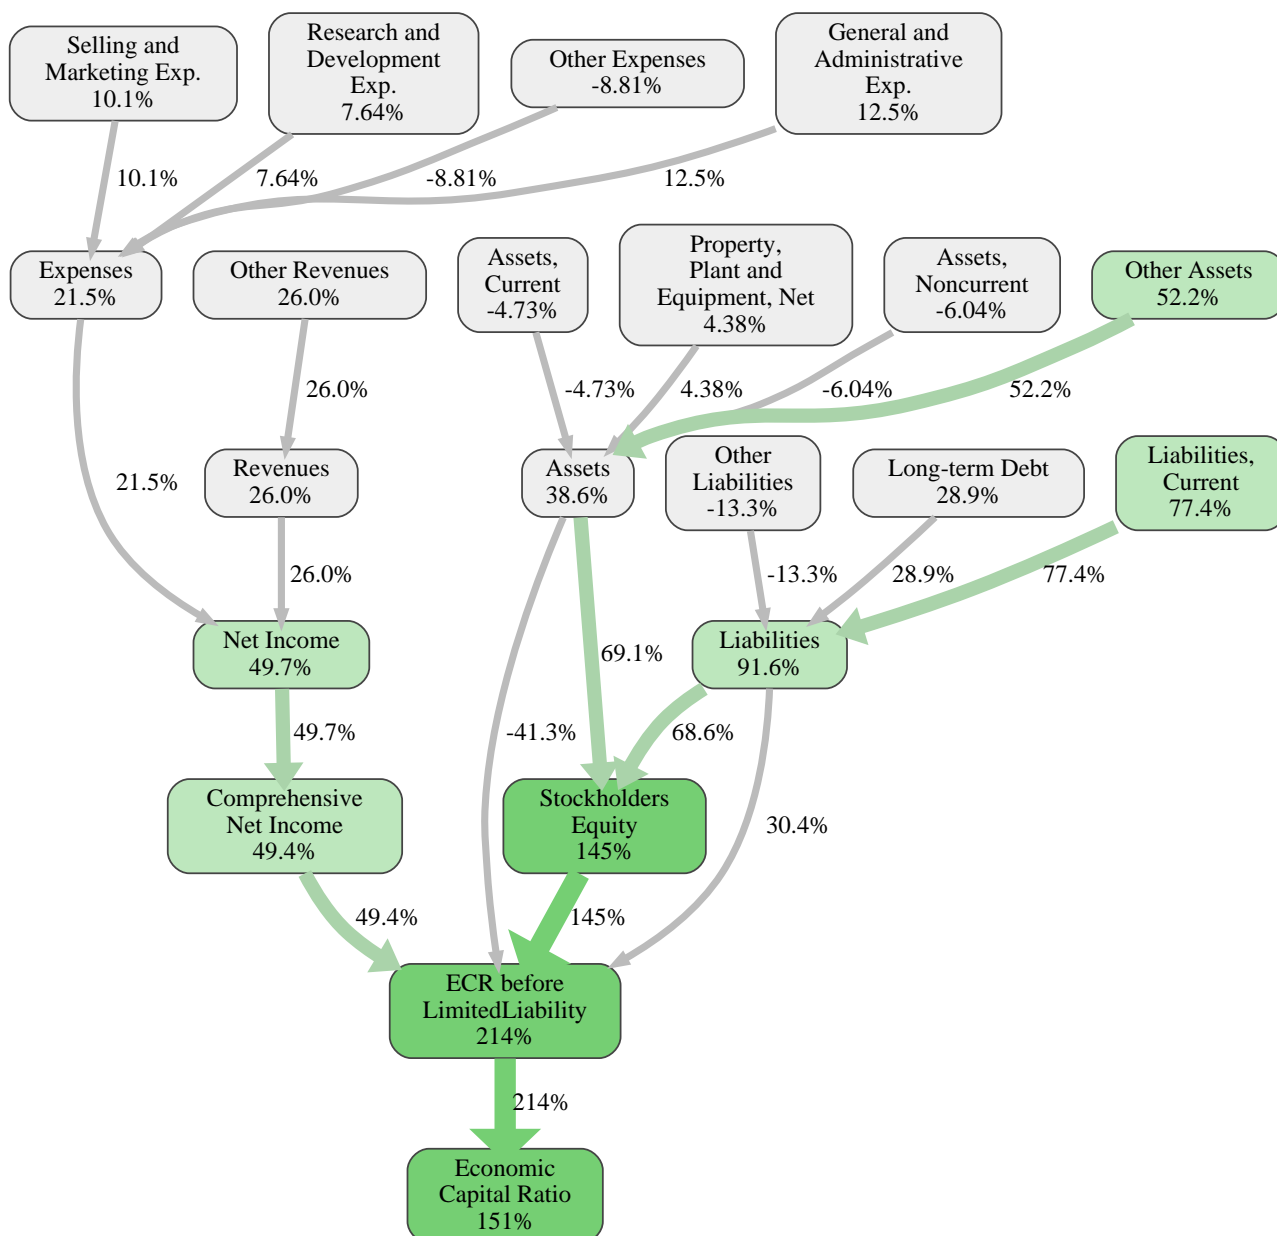 Selling and
Marketing Exp.
10.1%
Research and
Development
Exp.
7.64%
Other Expenses
-8.81%
General and
Administrative
Exp.
12.5%
10.1%
7.64%
-8.81%
12.5%
Expenses
21.5%
Other Revenues
26.0%
Assets,
Current
-4.73%
Property,
Plant and
Equipment, Net
4.38%
Assets,
Noncurrent
-6.04%
Other Assets
52.2%
26.0%
-4.73%
4.38%
-6.04%
52.2%
21.5%
Revenues
26.0%
Assets
38.6%
Other
Liabilities
-13.3%
Long-term Debt
28.9%
Liabilities,
Current
77.4%
26.0%
-13.3%
28.9%
77.4%
Net Income
49.7%
69.1%
Liabilities
91.6%
49.7%
-41.3%
68.6%
Comprehensive
Net Income
49.4%
Stockholders
Equity
145%
30.4%
49.4%
145%
ECR before
LimitedLiability
214%
214%
Economic
Capital Ratio
151%